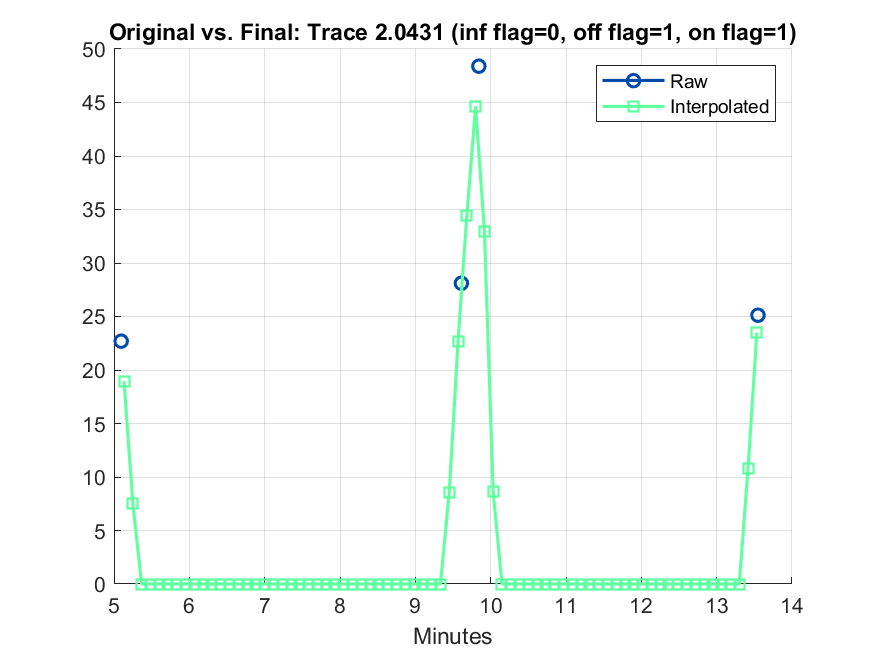 Original vs. Final: Trace 2.0431 (inf flag=0, off flag=1, on flag=1)
50
45
40
35
30
25
20
15
10
5
0
Raw
Interpolated
5 6 7 8 9 10 11 12 13 14
Minutes